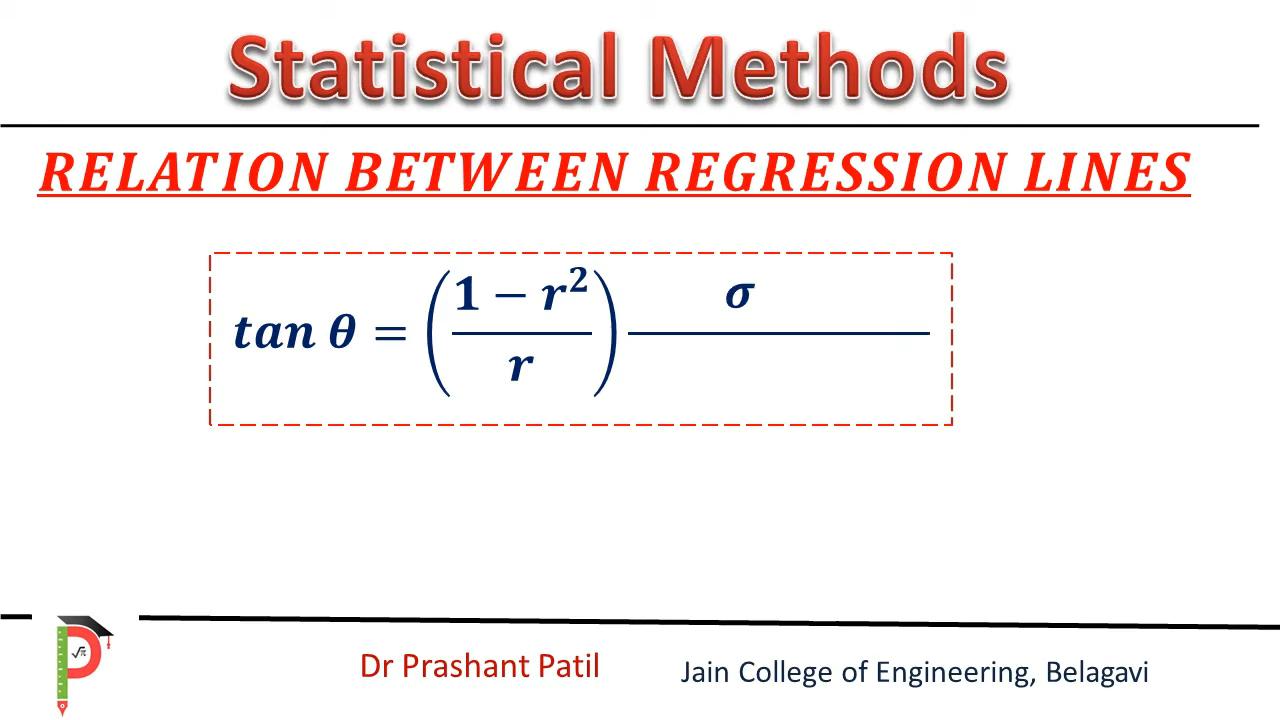 Statistical Methods
RELATION BETWEEN REGRESSION LINES
tan θ = ((1 − r²)/r) σ/
√π
Dr Prashant Patil
Jain College of Engineering, Belagavi